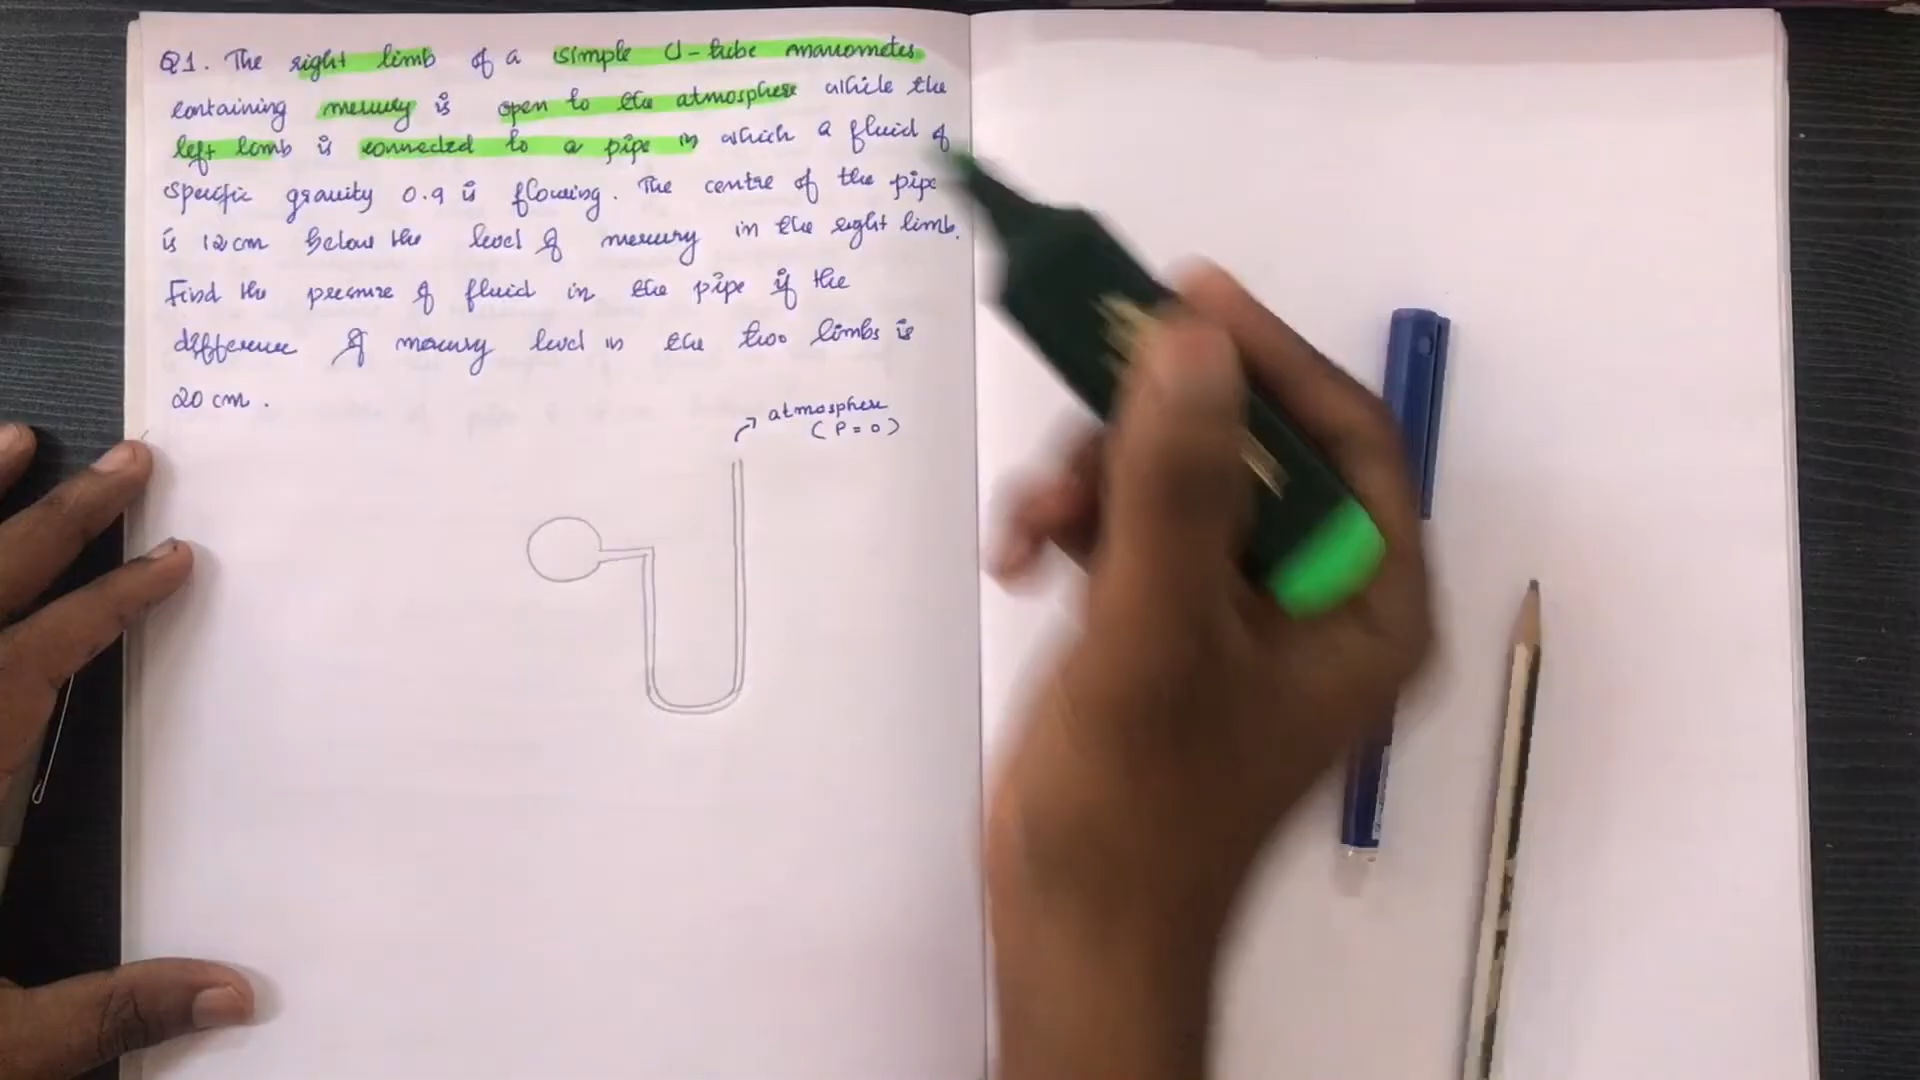 Q1. The right limb of a simple U-tube manometer
containing mercury is open to the atmosphere while the
left limb is connected to a pipe in which a fluid of
specific gravity 0.9 is flowing. The centre of the pipe
is 12cm below the level of mercury in the right limb.
Find the pressure of fluid in the pipe if the
difference of mercury level in the two limbs is
20 cm.
atmosphere
(P=0)